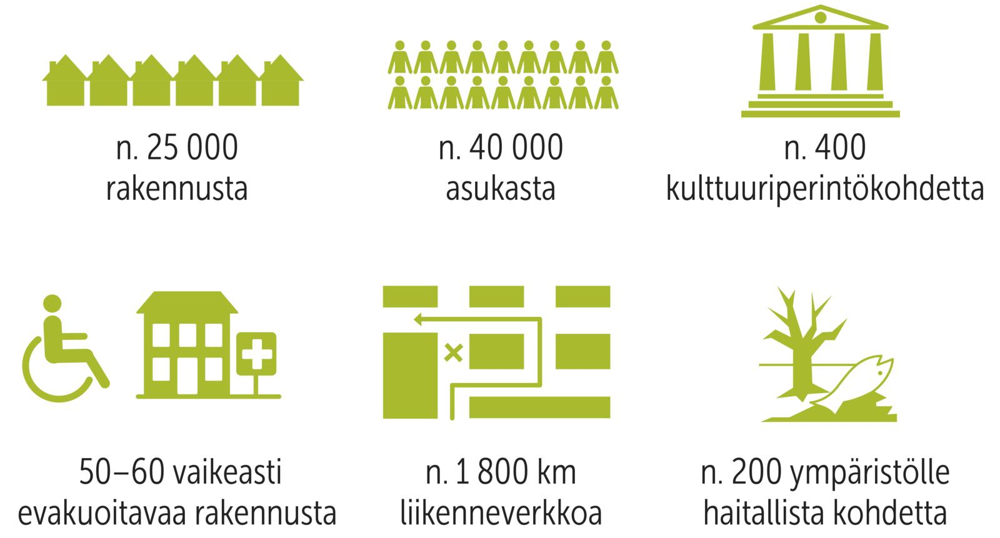 n. 25 000
rakennusta
n. 40 000
asukasta
n. 400
kulttuuriperintökohdetta
50–60 vaikeasti
evakuoitavaa rakennusta
n. 1 800 km
liikenneverkkoa
n. 200 ympäristölle
haitallista kohdetta